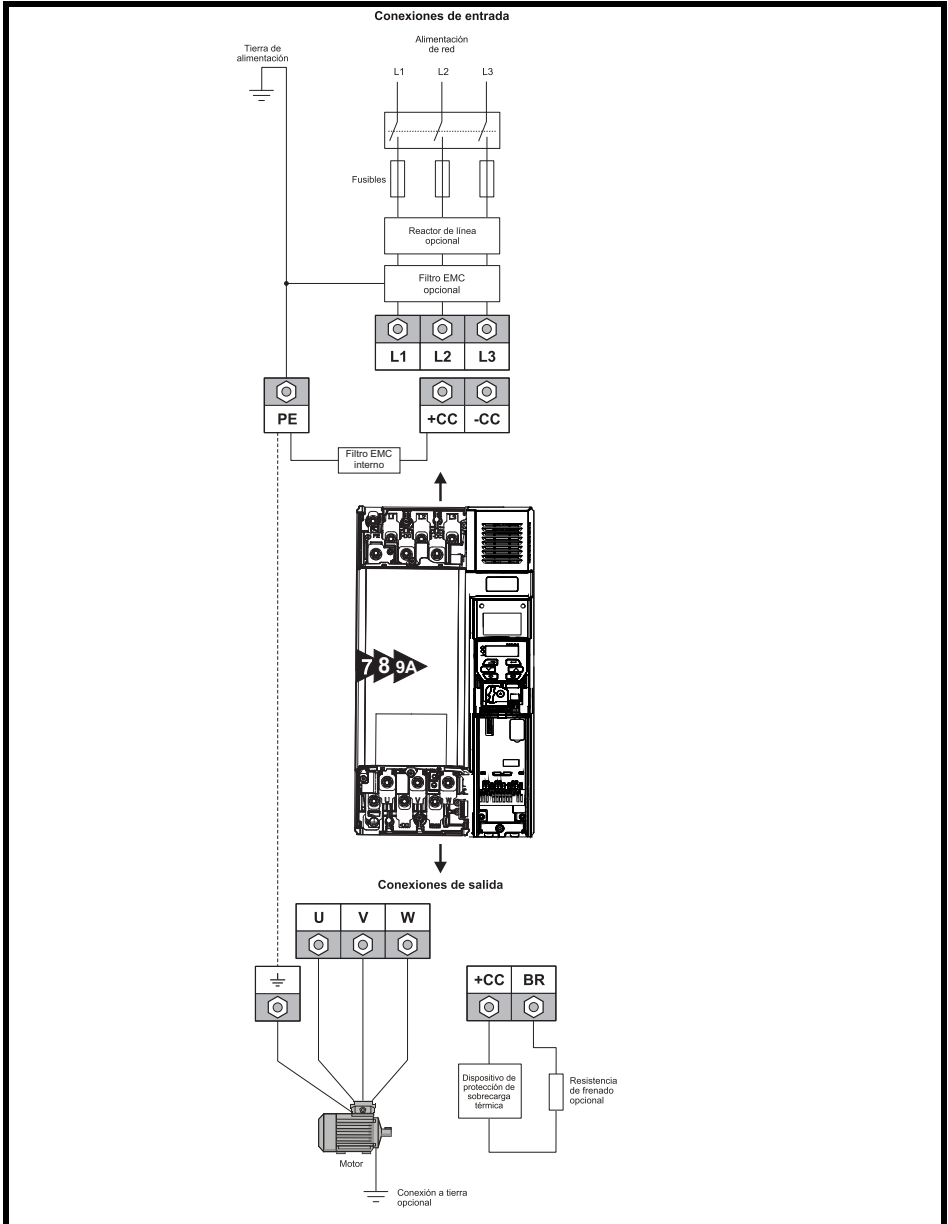 Conexiones de entrada
Alimentación
de red
Tierra de
alimentación
L1 L2 L3
Fusibles
Reactor de línea
opcional
Filtro EMC
opcional
L1 L2 L3
PE
+CC -CC
Filtro EMC
interno
7 8 9A
Conexiones de salida
U V W
+CC BR
Dispositivo de
protección de
sobrecarga
térmica
Resistencia
de frenado
opcional
Motor
Conexión a tierra
opcional